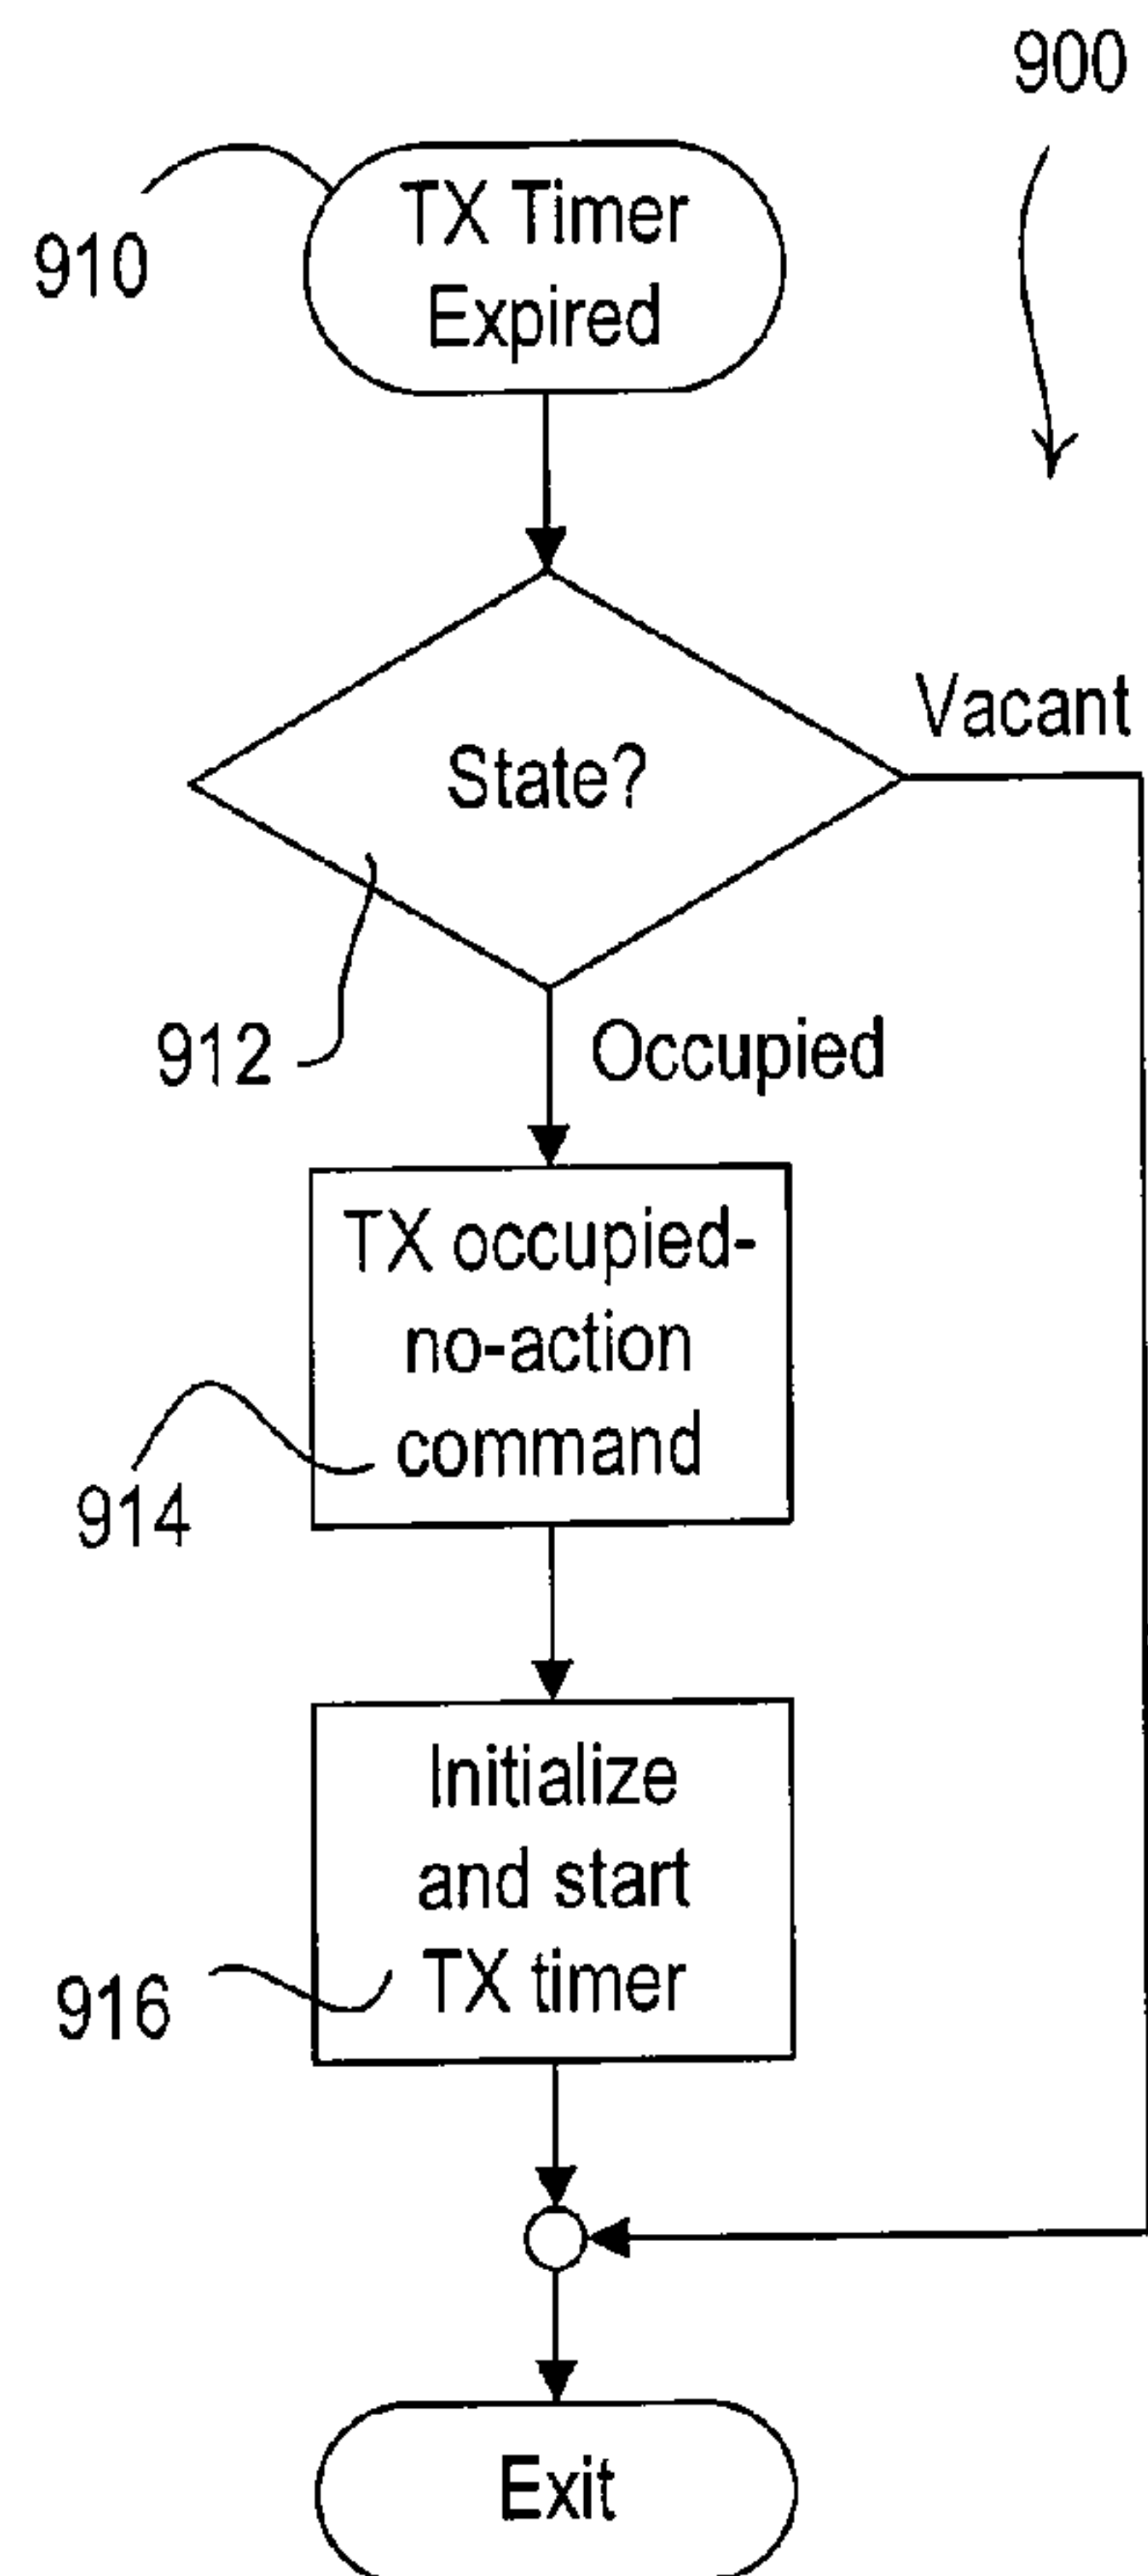 900
TX Timer
Expired
910
Vacant
State?
912
Occupied
TX occupied-
no-action
command
914
Initialize
and start
TX timer
916
Exit